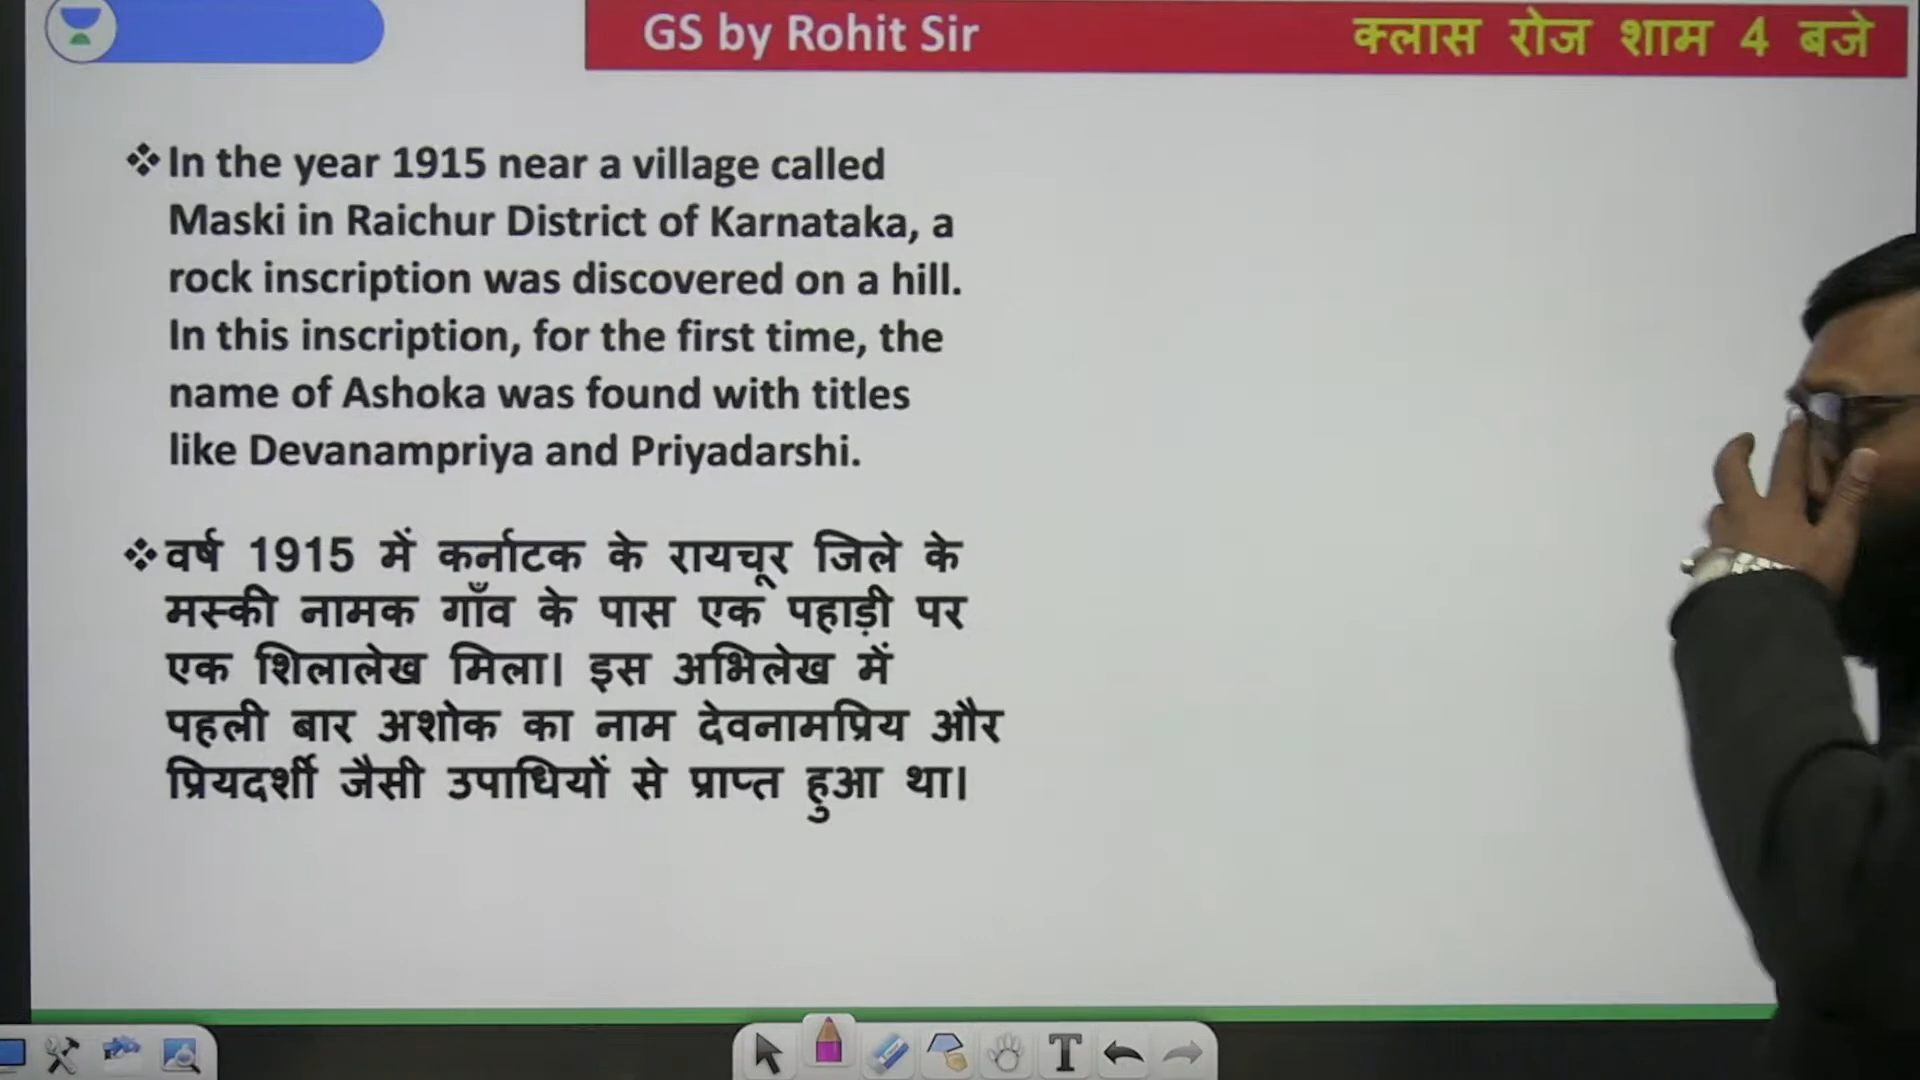 GS by Rohit Sir
क्लास रोज शाम 4 बजे
❖In the year 1915 near a village called
Maski in Raichur District of Karnataka, a
rock inscription was discovered on a hill.
In this inscription, for the first time, the
name of Ashoka was found with titles
like Devanampriya and Priyadarshi.
❖वर्ष 1915 में कर्नाटक के रायचूर जिले के
मस्की नामक गाँव के पास एक पहाड़ी पर
एक शिलालेख मिला। इस अभिलेख में
पहली बार अशोक का नाम देवनामप्रिय और
प्रियदर्शी जैसी उपाधियों से प्राप्त हुआ था।
T